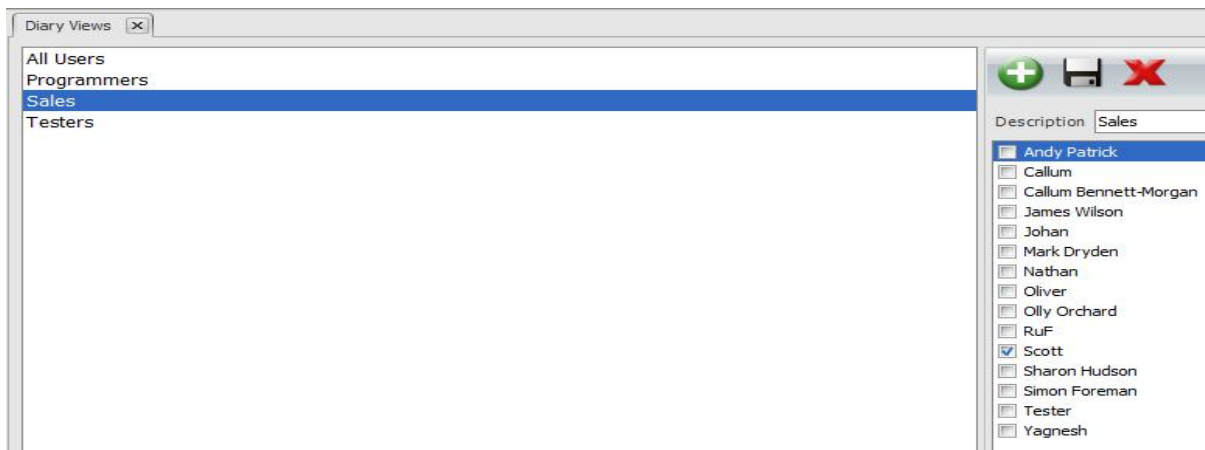 Diary Views
All Users
Programmers
Sales
Testers
Description Sales
Andy Patrick
Callum
Callum Bennett-Morgan
James Wilson
Johan
Mark Dryden
Nathan
Oliver
Olly Orchard
RuF
Scott
Sharon Hudson
Simon Foreman
Tester
Yagnesh